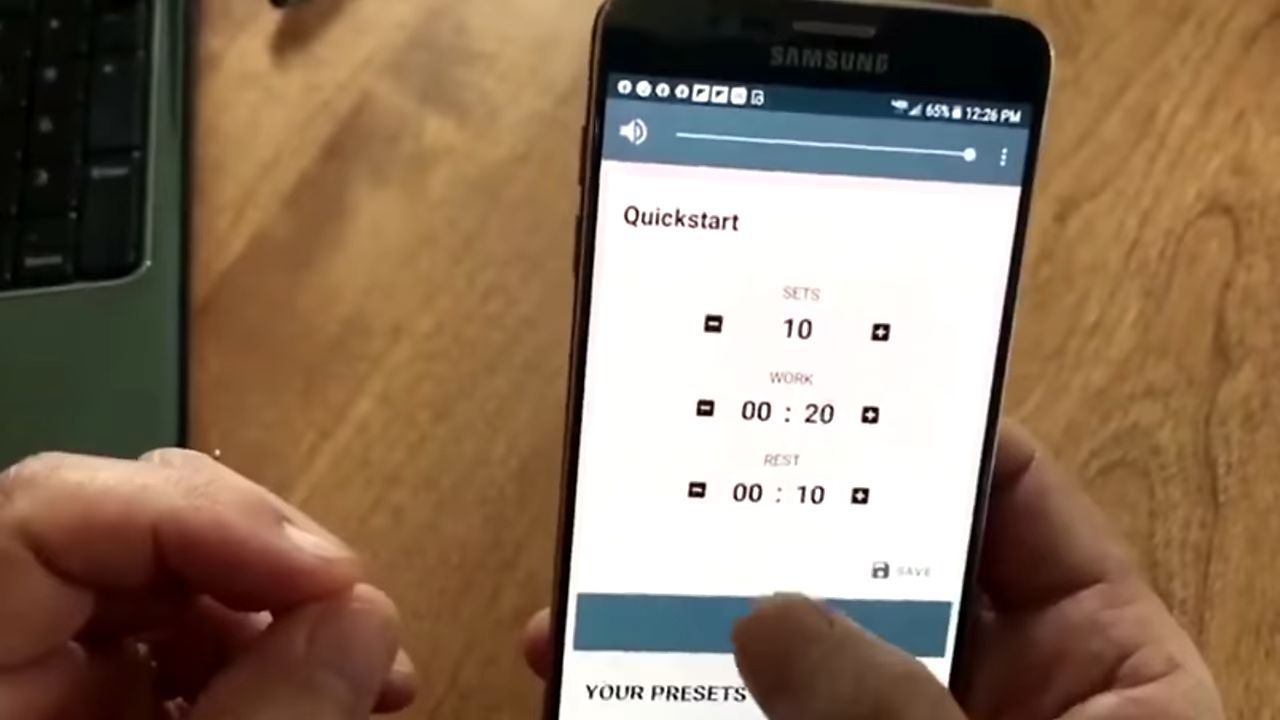 SAMSUNG
65% 12:26 PM
Quickstart
SETS
10
WORK
00 : 20
REST
00 : 10
SAVE
YOUR PRESETS